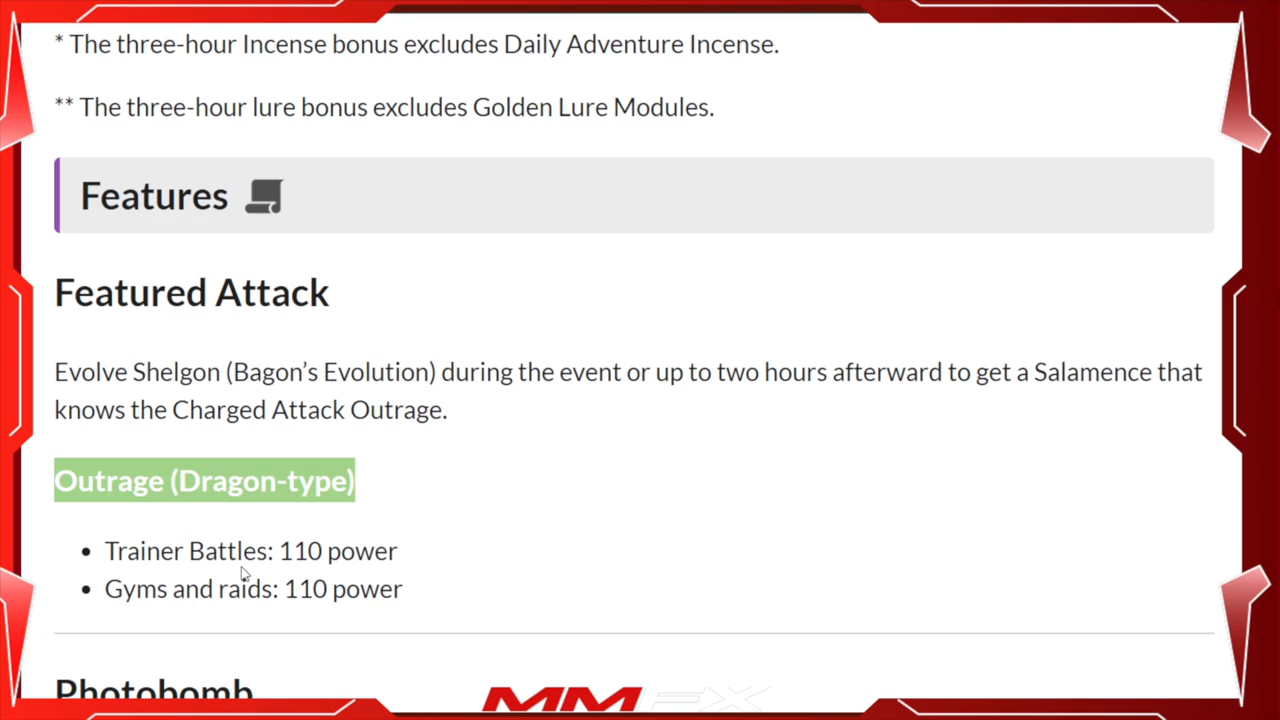 * The three-hour Incense bonus excludes Daily Adventure Incense.
** The three-hour lure bonus excludes Golden Lure Modules.
Features
Featured Attack
Evolve Shelgon (Bagon’s Evolution) during the event or up to two hours afterward to get a Salamence that
knows the Charged Attack Outrage.
Outrage (Dragon-type)
• Trainer Battles: 110 power
• Gyms and raids: 110 power
Photobomb
MM FX